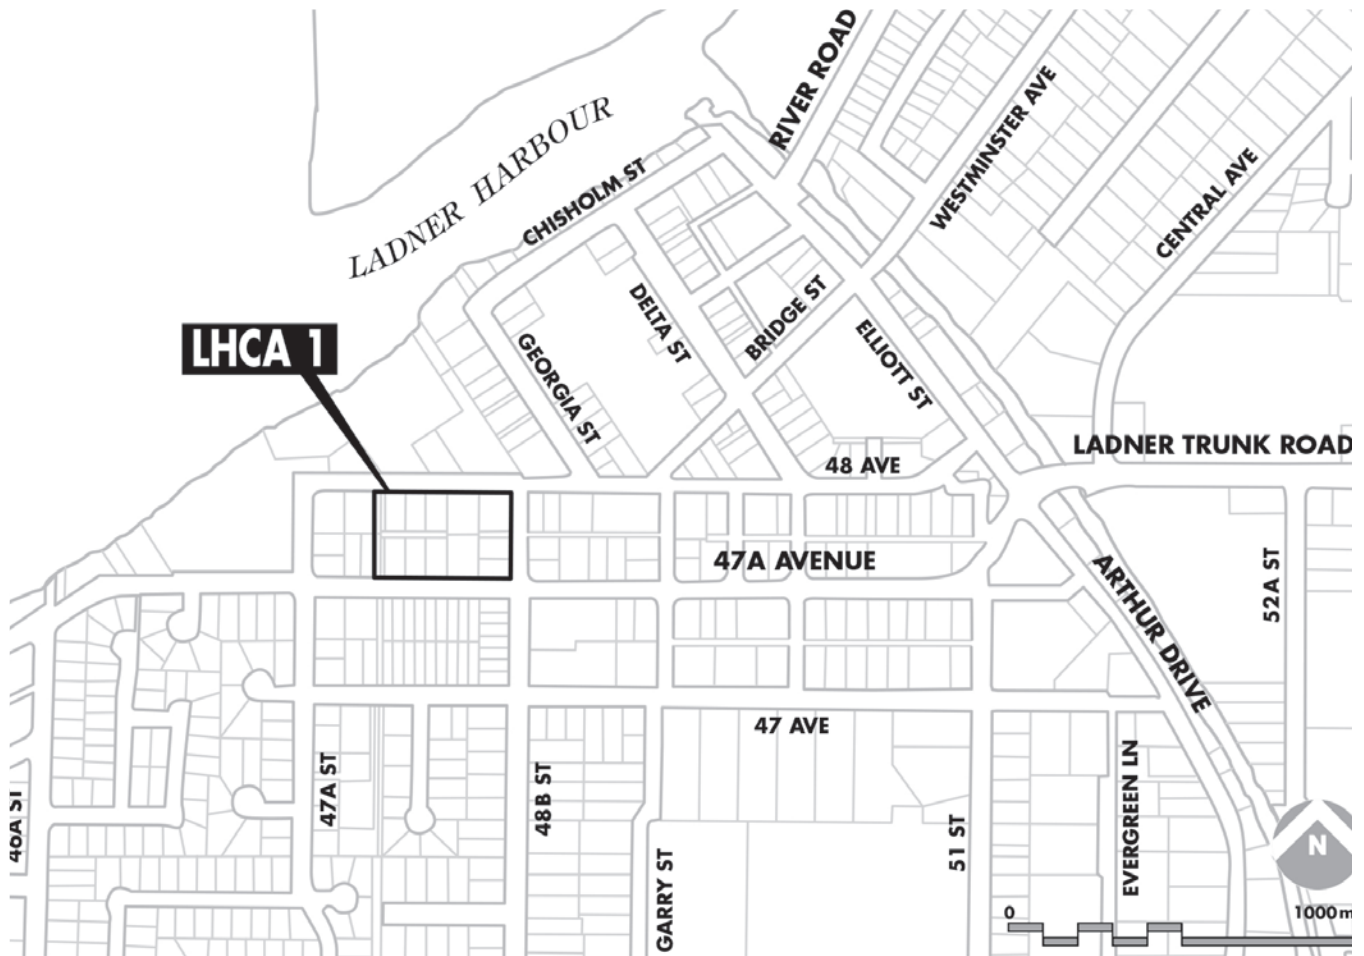 RIVER ROAD
WESTMINSTER AVE
LADNER HARBOUR
CHISHOLM ST
CENTRAL AVE
LHCA 1
DELTA ST
BRIDGE ST
GEORGIA ST
ELLIOTT ST
LADNER TRUNK ROAD
48 AVE
47A AVENUE
ARTHUR DRIVE
52A ST
47 AVE
46A ST
47A ST
48B ST
GARRY ST
51 ST
EVERGREEN LN
N
0
1000m